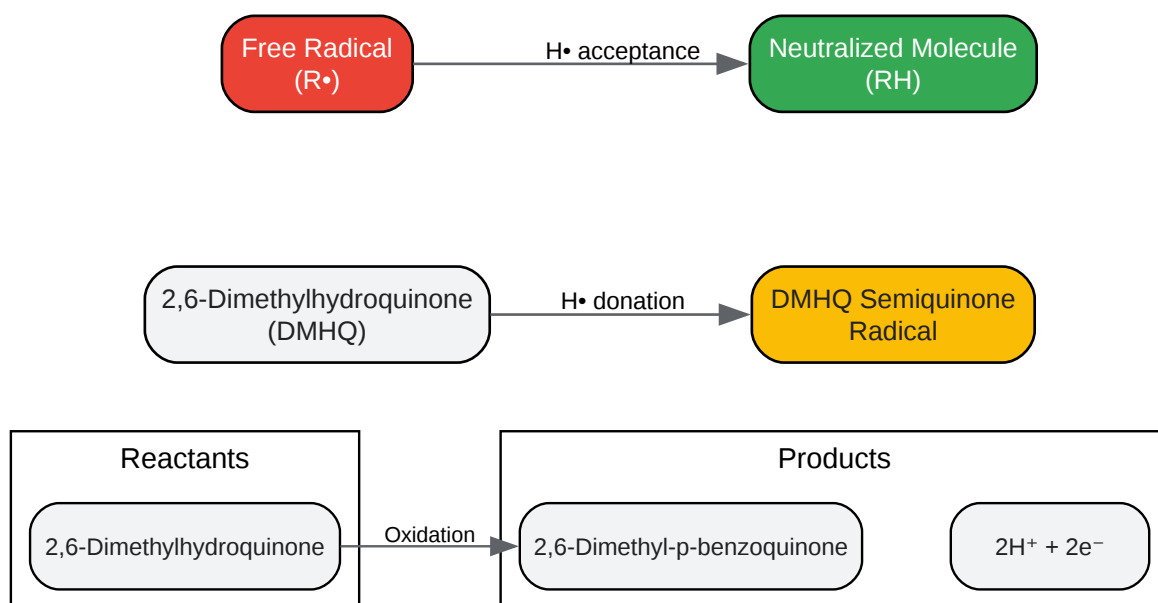 Free Radical
(R•)
H• acceptance
Neutralized Molecule
(RH)
2,6-Dimethylhydroquinone
(DMHQ)
H• donation
DMHQ Semiquinone
Radical
Reactants
Products
2,6-Dimethylhydroquinone
Oxidation
2,6-Dimethyl-p-benzoquinone
2H⁺ + 2e⁻